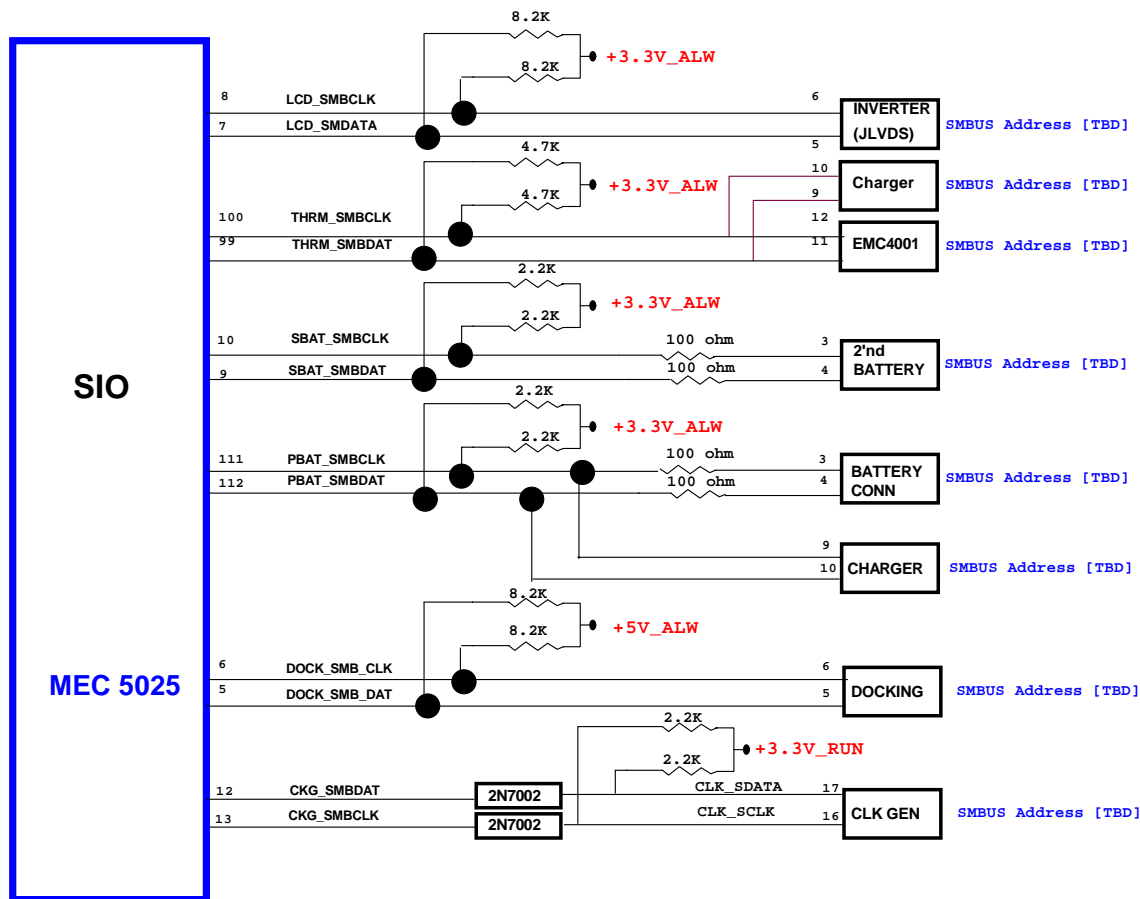 8.2K
+3.3V_ALW
8.2K
8 LCD_SMBCLK 6
INVERTER
(JLVDS)
SMBUS Address [TBD]
7 LCD_SMDATA 5
4.7K
+3.3V_ALW
4.7K
10 Charger SMBUS Address [TBD]
9
100 THRM_SMBCLK 12
99 THRM_SMBDAT 11 EMC4001 SMBUS Address [TBD]
2.2K
+3.3V_ALW
2.2K
10 SBAT_SMBCLK 100 ohm 3
2'nd
BATTERY
SMBUS Address [TBD]
9 SBAT_SMBDAT 100 ohm 4
SIO
2.2K
+3.3V_ALW
2.2K
111 PBAT_SMBCLK 100 ohm 3
BATTERY
CONN
SMBUS Address [TBD]
112 PBAT_SMBDAT 100 ohm 4
9
10 CHARGER SMBUS Address [TBD]
8.2K
+5V_ALW
8.2K
MEC 5025
6 DOCK_SMB_CLK 6
5 DOCK_SMB_DAT 5 DOCKING SMBUS Address [TBD]
2.2K
+3.3V_RUN
2.2K
12 CKG_SMBDAT 2N7002 CLK_SDATA 17
13 CKG_SMBCLK 2N7002 CLK_SCLK 16 CLK GEN SMBUS Address [TBD]